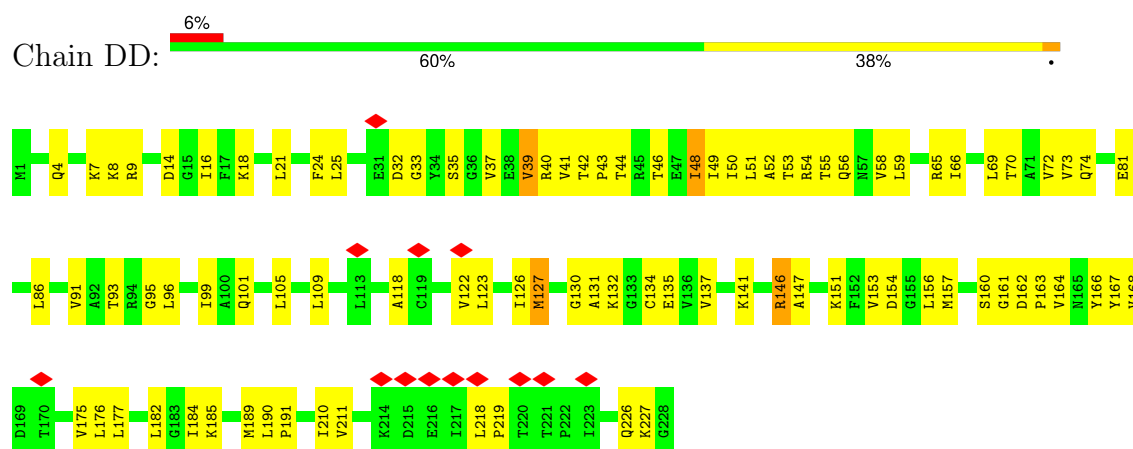 6%
Chain DD:
60% 38% •
M1 Q4 K7 K8 R9 D14 G15 I16 F17 K18 L21 F24 L25 E31 D32 G33 Y34 S35 G36 V37 E38 V39 R40 V41 T42 P43 T44 R45 T46 E47 I48 I49 I50 L51 A52 T53 R54 T55 Q56 N57 V58 L59 R65 I66 L69 T70 A71 V72 V73 Q74 E81
L86 V91 A92 T93 R94 G95 L96 I99 A100 Q101 L105 L109 L113 A118 C119 V122 L123 I126 M127 G130 A131 K132 G133 C134 E135 V136 V137 K141 R146 A147 K151 F152 V153 D154 G155 L156 M157 S160 G161 D162 P163 V164 N165 Y166 Y167
D169 T170 V175 L176 L177 L182 G183 I184 K185 M189 L190 P191 I210 V211 K214 D215 E216 I217 L218 P219 T220 T221 P222 I223 Q226 K227 G228